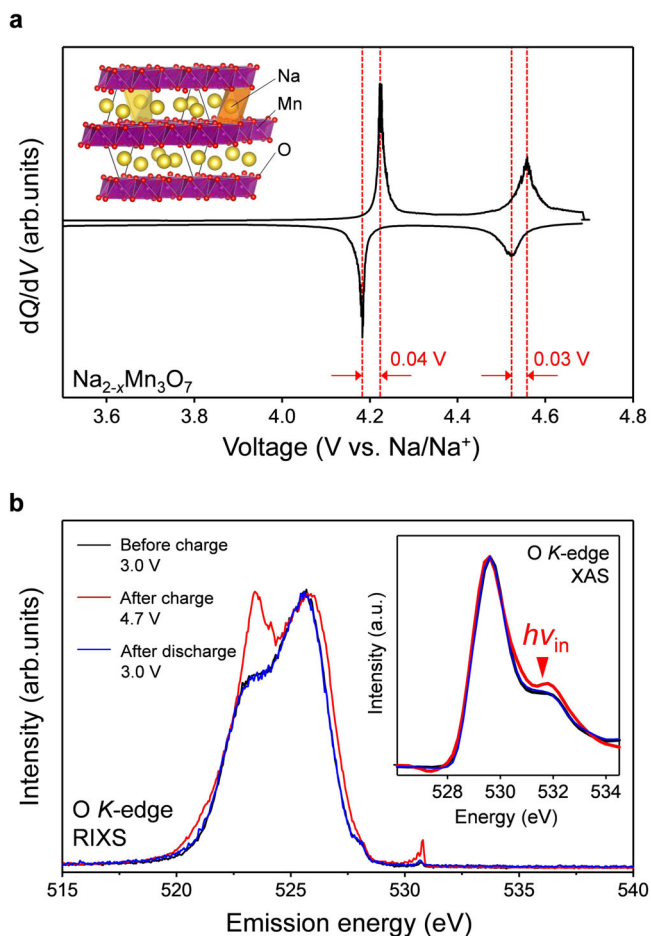 a
Na
Mn
O
dQ/dV (arb.units)
0.04 V
0.03 V
Na2-xMn3O7
3.6
3.8
4.0
4.2
4.4
4.6
4.8
Voltage (V vs. Na/Na+)
b
Before charge
3.0 V
After charge
4.7 V
After discharge
3.0 V
O K-edge
XAS
hνin
Intensity (a.u.)
528
530
532
534
Energy (eV)
Intensity (arb.units)
O K-edge
RIXS
515
520
525
530
535
540
Emission energy (eV)